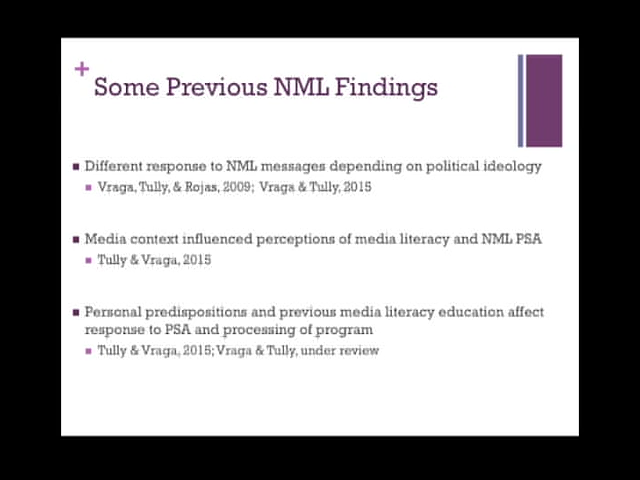 +
Some Previous NML Findings
Different response to NML messages depending on political ideology
Vraga, Tully, & Rojas, 2009; Vraga & Tully, 2015
Media context influenced perceptions of media literacy and NML PSA
Tully & Vraga, 2015
Personal predispositions and previous media literacy education affect
response to PSA and processing of program
Tully & Vraga, 2015; Vraga & Tully, under review